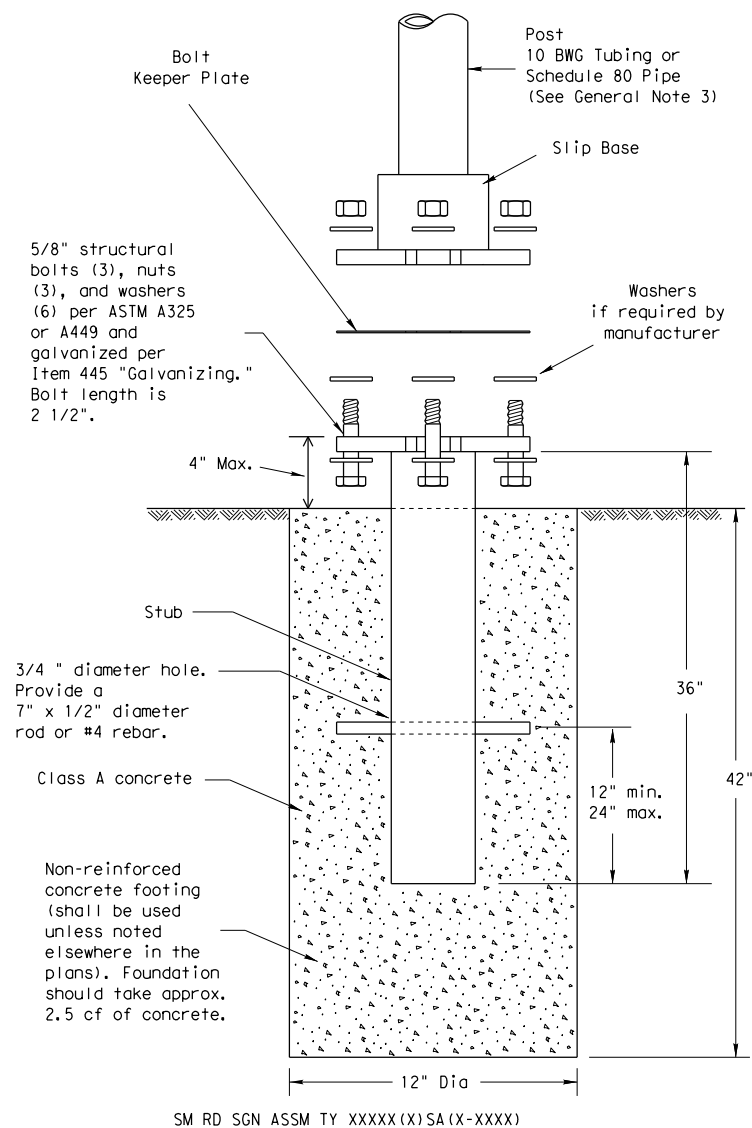 Post
10 BWG Tubing or
Schedule 80 Pipe
(See General Note 3)
Bolt
Keeper Plate
Slip Base
5/8" structural
bolts (3), nuts
(3), and washers
(6) per ASTM A325
or A449 and
galvanized per
Item 445 "Galvanizing."
Bolt length is
2 1/2".
Washers
if required by
manufacturer
4" Max.
Stub
3/4 " diameter hole.
Provide a
7" x 1/2" diameter
rod or #4 rebar.
36"
Class A concrete
12" min.
24" max.
42"
Non-reinforced
concrete footing
(shall be used
unless noted
elsewhere in the
plans). Foundation
should take approx.
2.5 cf of concrete.
12" Dia
SM RD SGN ASSM TY XXXXX(X)SA(X-XXXX)